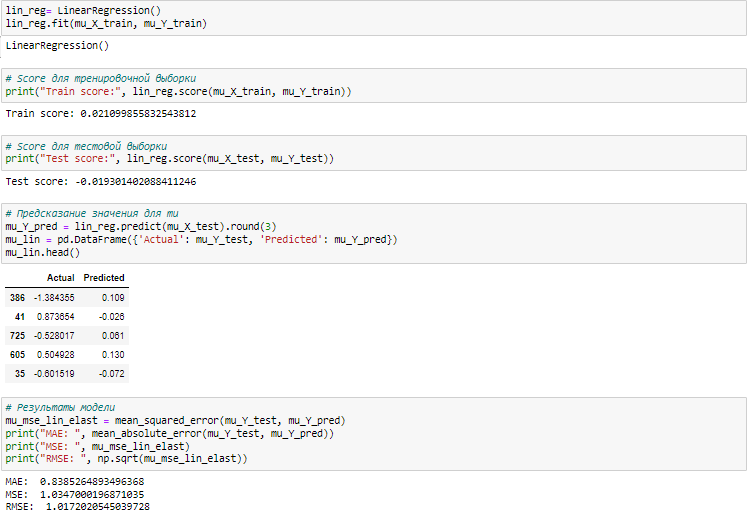 lin_reg= LinearRegression()
lin_reg.fit(mu_X_train, mu_Y_train)
LinearRegression()
# Score для тренировочной выборки
print("Train score:", lin_reg.score(mu_X_train, mu_Y_train))
Train score: 0.021099855832543812
# Score для тестовой выборки
print("Test score:", lin_reg.score(mu_X_test, mu_Y_test))
Test score: -0.019301402088411246
# Предсказание значения для mu
mu_Y_pred = lin_reg.predict(mu_X_test).round(3)
mu_lin = pd.DataFrame({'Actual': mu_Y_test, 'Predicted': mu_Y_pred})
mu_lin.head()
Actual Predicted
386 -1.384355 0.109
41 0.873654 -0.026
725 -0.528017 0.061
605 0.504928 0.130
35 -0.601519 -0.072
# Результаты модели
mu_mse_lin_elast = mean_squared_error(mu_Y_test, mu_Y_pred)
print("MAE: ", mean_absolute_error(mu_Y_test, mu_Y_pred))
print("MSE: ", mu_mse_lin_elast)
print("RMSE: ", np.sqrt(mu_mse_lin_elast))
MAE:  0.8385264893496368
MSE:  1.0347000196871035
RMSE:  1.0172020545039728